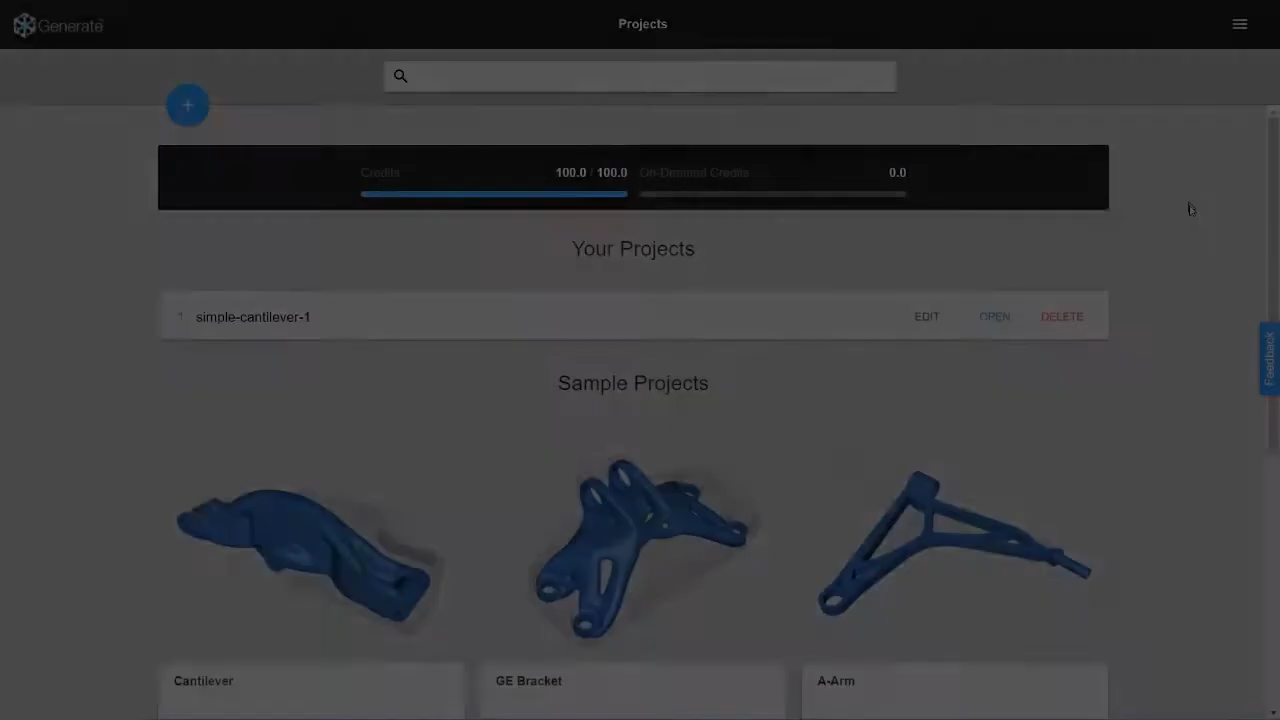 Generate
Projects
+
Credits 100.0 / 100.0 On-Demand Credits 0.0
Your Projects
1 simple-cantilever-1 EDIT OPEN DELETE
Feedback
Sample Projects
Cantilever GE Bracket A-Arm